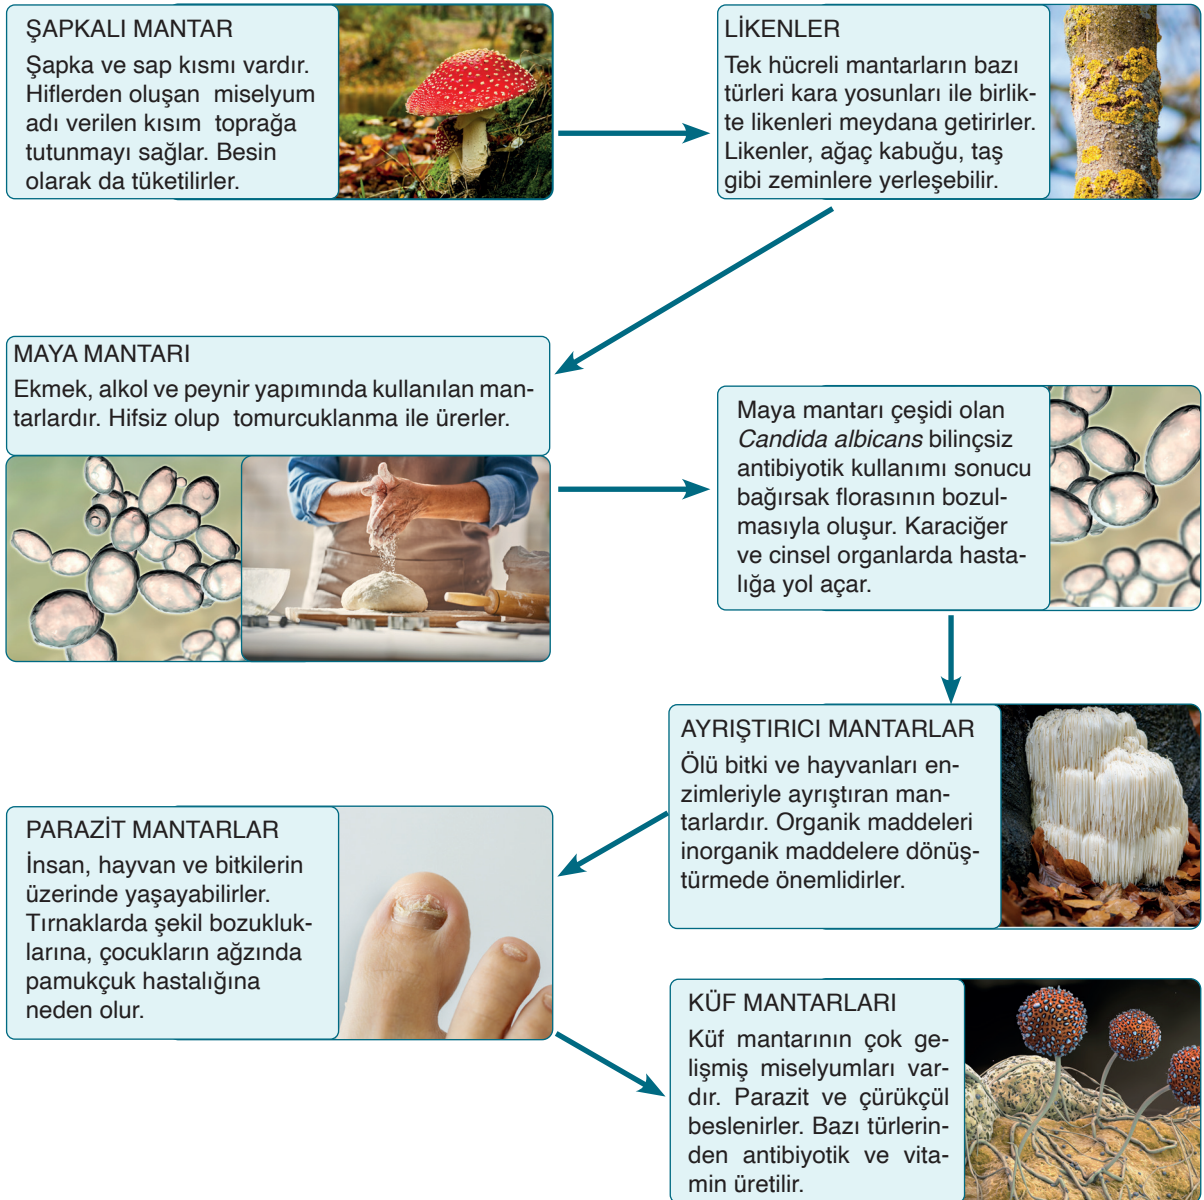 ŞAPKALI MANTAR
Şapka ve sap kısmı vardır.
Hiflerden oluşan miselyum
adı verilen kısım toprağa
tutunmayı sağlar. Besin
olarak da tüketilirler.
LİKENLER
Tek hücreli mantarların bazı
türleri kara yosunları ile birlik-
te likenleri meydana getirirler.
Likenler, ağaç kabuğu, taş
gibi zeminlere yerleşebilir.
MAYA MANTARI
Ekmek, alkol ve peynir yapımında kullanılan man-
tarlardır. Hifsiz olup tomurcuklanma ile ürerler.
Maya mantarı çeşidi olan
Candida albicans bilinçsiz
antibiyotik kullanımı sonucu
bağırsak florasının bozul-
masıyla oluşur. Karaciğer
ve cinsel organlarda hasta-
lığa yol açar.
AYRIŞTIRICI MANTARLAR
Ölü bitki ve hayvanları en-
zimleriyle ayrıştıran man-
tarlardır. Organik maddeleri
inorganik maddelere dönüş-
türmede önemlidirler.
PARAZİT MANTARLAR
İnsan, hayvan ve bitkilerin
üzerinde yaşayabilirler.
Tırnaklarda şekil bozukluk-
larına, çocukların ağzında
pamukçuk hastalığına
neden olur.
KÜF MANTARLARI
Küf mantarının çok ge-
lişmiş miselyumları var-
dır. Parazit ve çürükçül
beslenirler. Bazı türlerin-
den antibiyotik ve vita-
min üretilir.